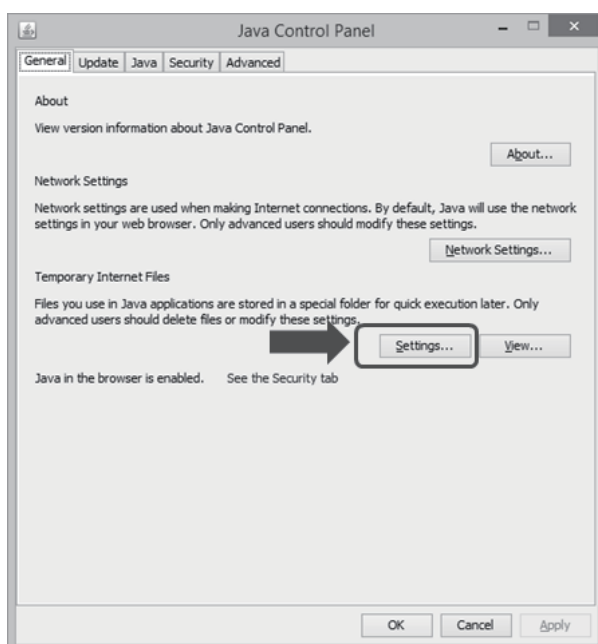 Java Control Panel
General Update Java Security Advanced
About
View version information about Java Control Panel.
About...
Network Settings
Network settings are used when making Internet connections. By default, Java will use the network
settings in your web browser. Only advanced users should modify these settings.
Network Settings...
Temporary Internet Files
Files you use in Java applications are stored in a special folder for quick execution later. Only
advanced users should delete files or modify these settings.
Settings... View...
Java in the browser is enabled. See the Security tab
OK Cancel Apply